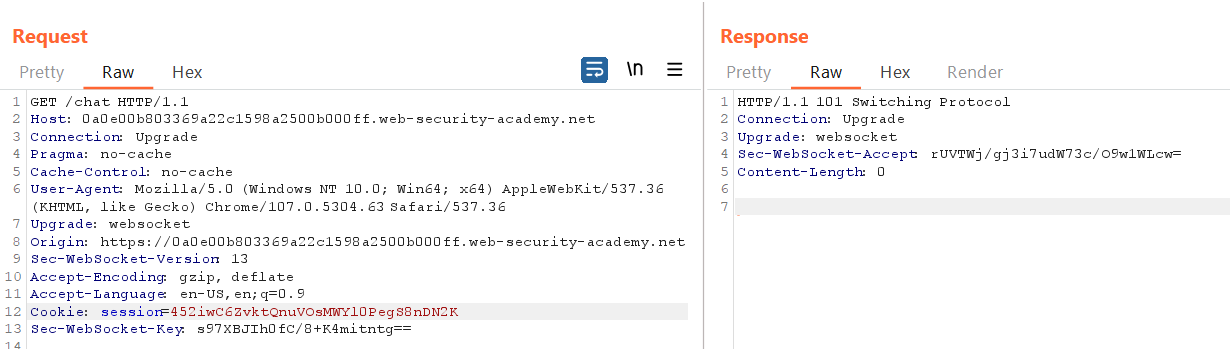 Request
Pretty Raw Hex \n
1 GET /chat HTTP/1.1
2 Host: 0a0e00b803369a22c1598a2500b000ff.web-security-academy.net
3 Connection: Upgrade
4 Pragma: no-cache
5 Cache-Control: no-cache
6 User-Agent: Mozilla/5.0 (Windows NT 10.0; Win64; x64) AppleWebKit/537.36
(KHTML, like Gecko) Chrome/107.0.5304.63 Safari/537.36
7 Upgrade: websocket
8 Origin: https://0a0e00b803369a22c1598a2500b000ff.web-security-academy.net
9 Sec-WebSocket-Version: 13
10 Accept-Encoding: gzip, deflate
11 Accept-Language: en-US,en;q=0.9
12 Cookie: session=452iwC6ZvktQnuVOsMWYl0PegS8nDN2K
13 Sec-WebSocket-Key: s97XBJIh0fC/8+K4mitntg==
14
Response
Pretty Raw Hex Render
1 HTTP/1.1 101 Switching Protocol
2 Connection: Upgrade
3 Upgrade: websocket
4 Sec-WebSocket-Accept: rUVTWj/gj3i7udW73c/O9wlWLcw=
5 Content-Length: 0
6
7